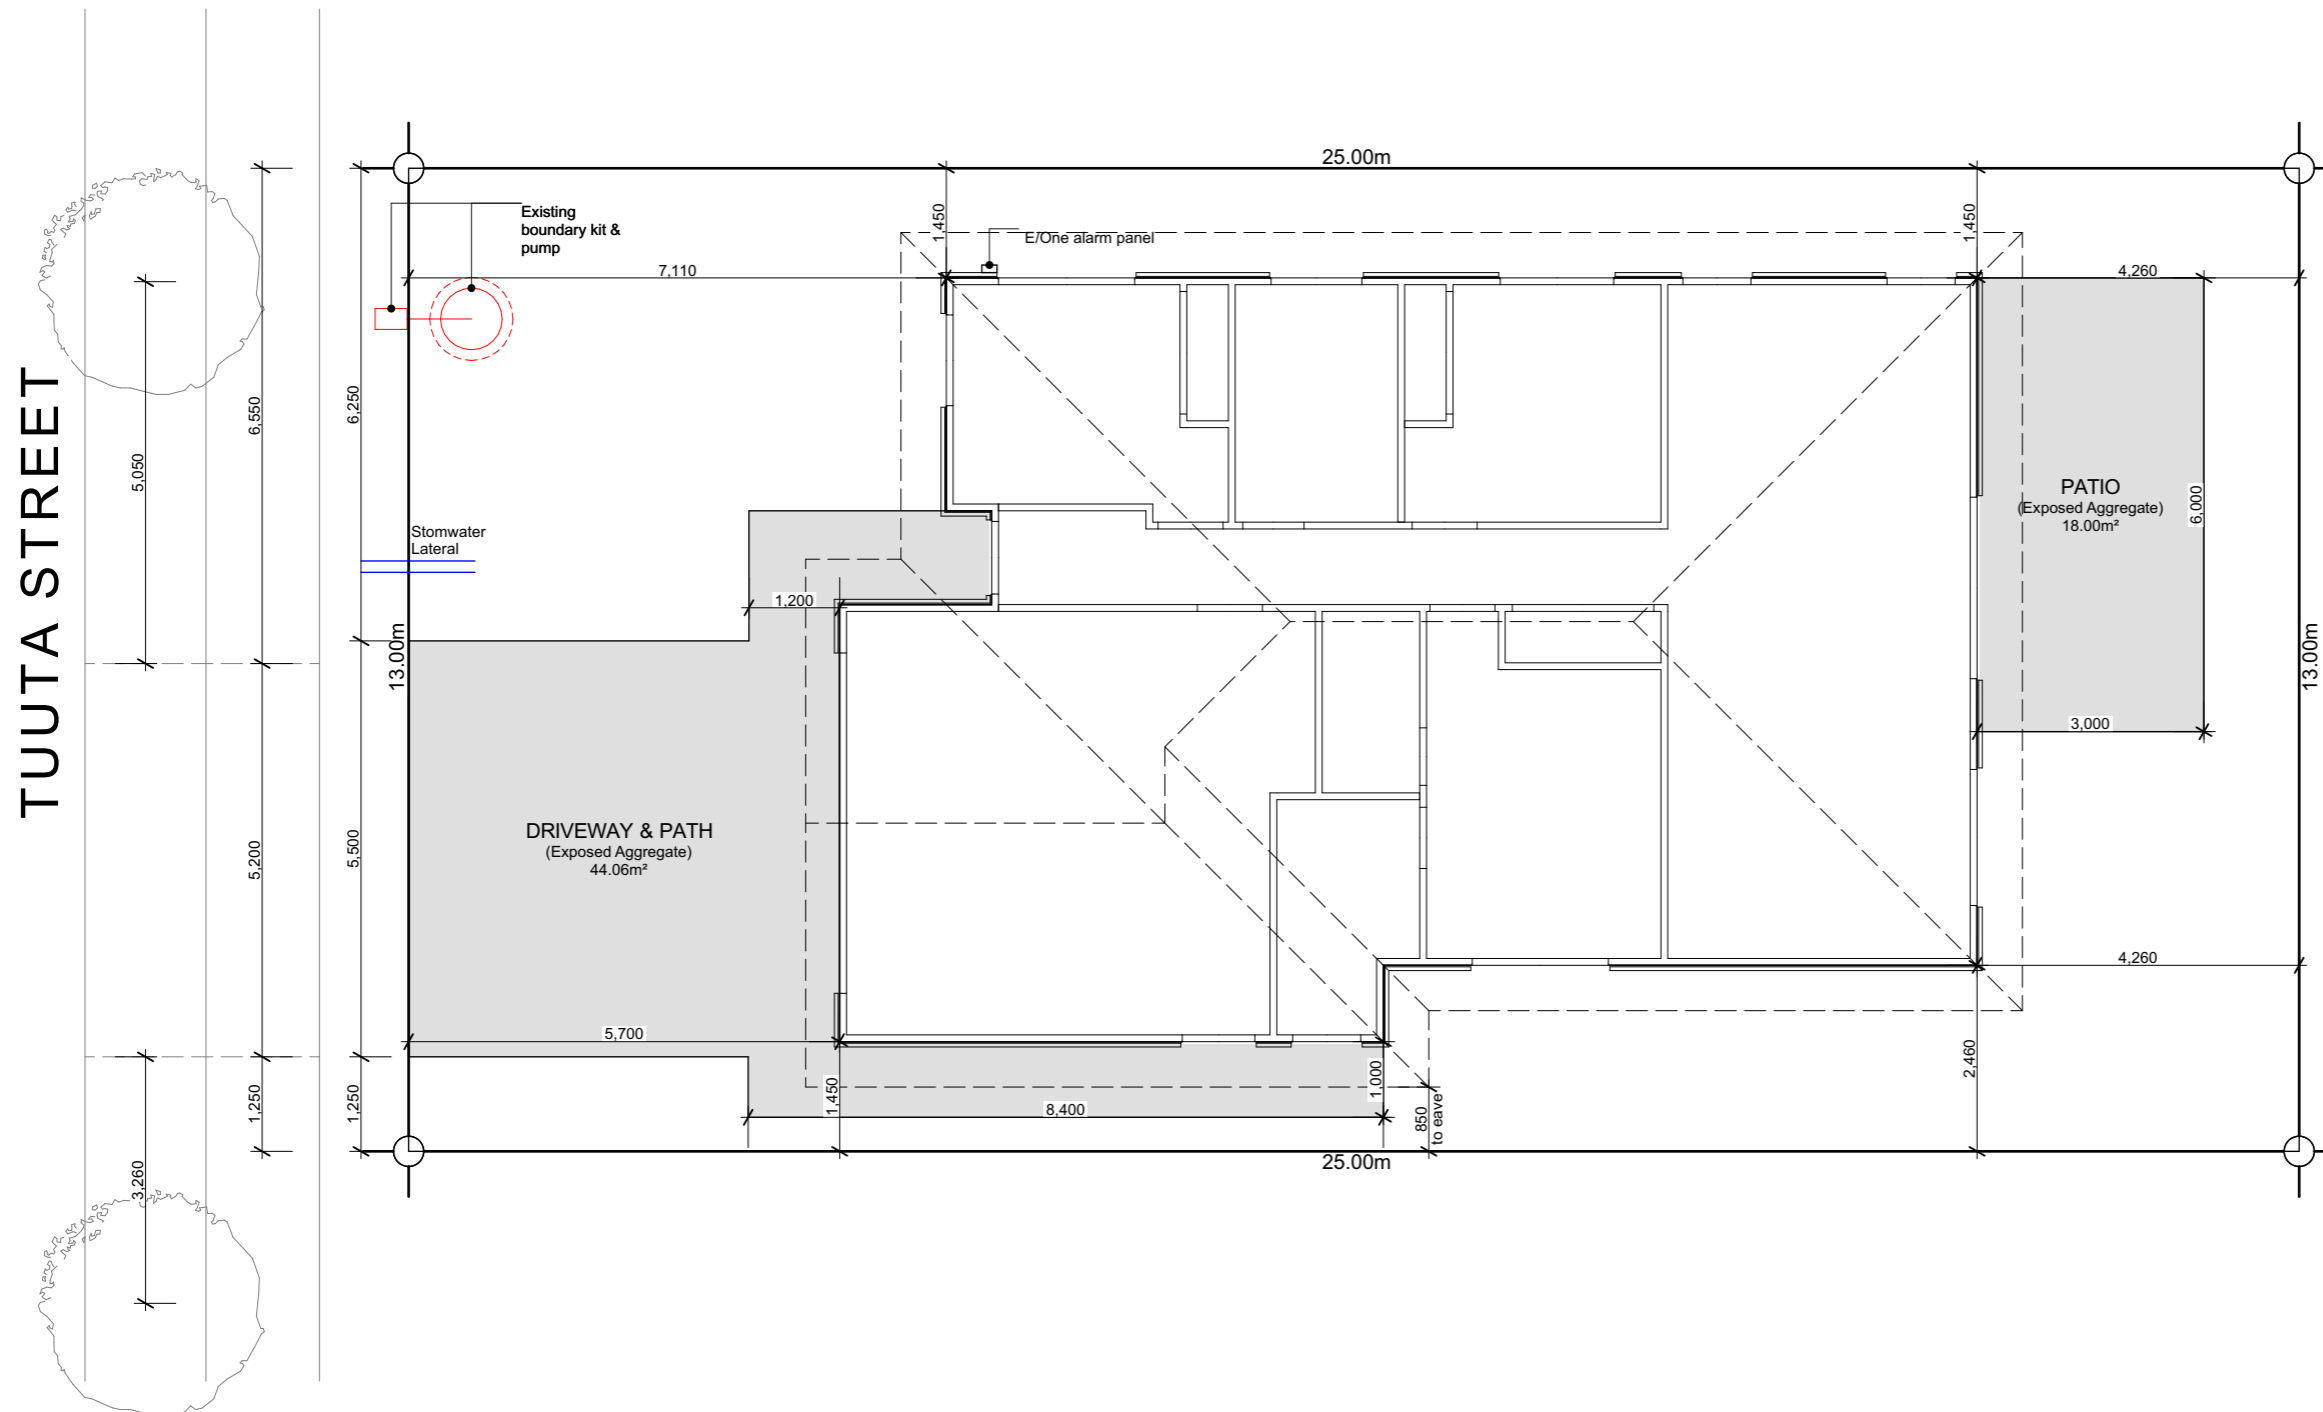 TUUTA STREET
25.00m
Existing
boundary kit &
pump
E/One alarm panel
1,450
1,450
7,110
4,260
6,250
6,550
5,050
PATIO
(Exposed Aggregate)
18.00m²
6,000
3,000
Stomwater
Lateral
1,200
13.00m
13.00m
DRIVEWAY & PATH
(Exposed Aggregate)
44.06m²
5,500
5,200
4,260
5,700
1,450
1,000
2,460
8,400
850
to eave
1,250
1,250
3,260
25.00m